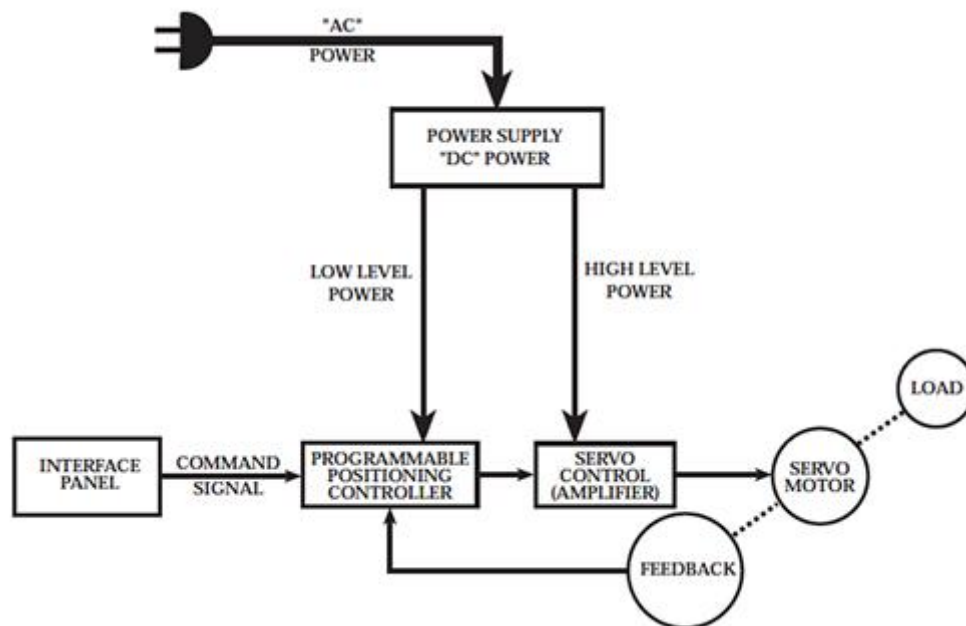 "AC"
POWER
POWER SUPPLY
"DC" POWER
LOW LEVEL
POWER
HIGH LEVEL
POWER
LOAD
INTERFACE
PANEL
COMMAND
SIGNAL
PROGRAMMABLE
POSITIONING
CONTROLLER
SERVO
CONTROL
(AMPLIFIER)
SERVO
MOTOR
FEEDBACK